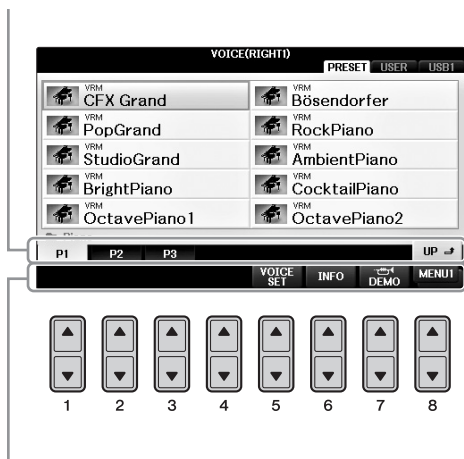 VOICE(RIGHT1)
PRESET USER USB1
VRM VRM
CFX Grand Bösendorfer
VRM VRM
PopGrand RockPiano
VRM VRM
StudioGrand AmbientPiano
VRM VRM
BrightPiano CocktailPiano
VRM VRM
OctavePiano1 OctavePiano2
Piano
P1 P2 P3 UP
VOICE SET INFO DEMO MENU1
1 2 3 4 5 6 7 8